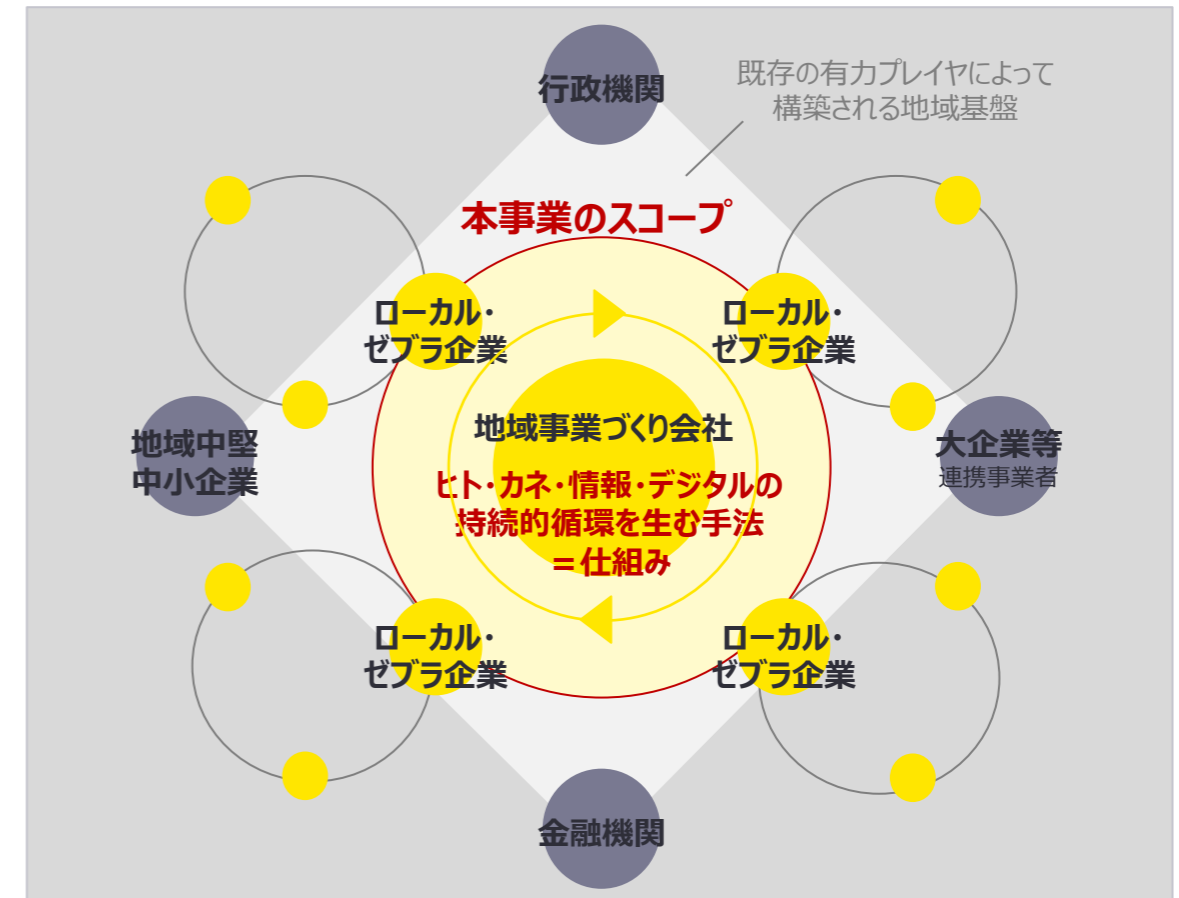 行政機関
既存の有力プレイヤによって
構築される地域基盤
本事業のスコープ
ローカル・
ゼブラ企業
ローカル・
ゼブラ企業
地域事業づくり会社
ヒト・カネ・情報・デジタルの
持続的循環を生む手法
＝仕組み
地域中堅
中小企業
大企業等
連携事業者
ローカル・
ゼブラ企業
ローカル・
ゼブラ企業
金融機関